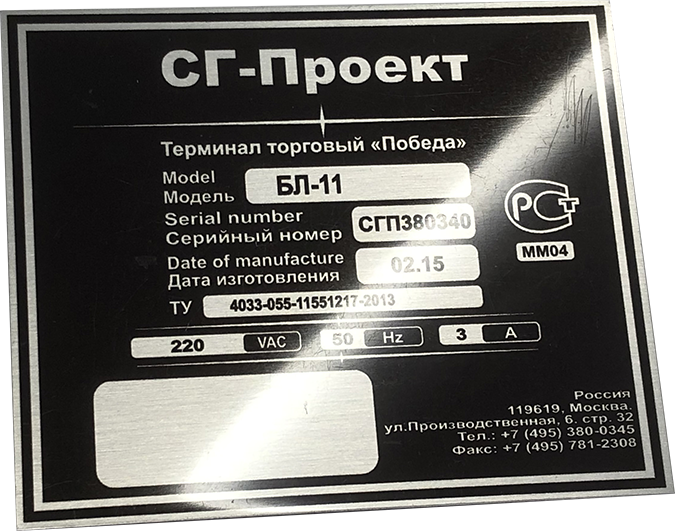 СГ-Проект
Терминал торговый «Победа»
Model
Модель БЛ-11
Serial number
Серийный номер СГП380340
Date of manufacture
Дата изготовления 02.15
ТУ 4033-055-11551217-2013
220 VAC 50 Hz 3 A
РСТ
ММ04
Россия
119619, Москва.
ул.Производственная, 6. стр. 32
Тел.: +7 (495) 380-0345
Факс: +7 (495) 781-2308